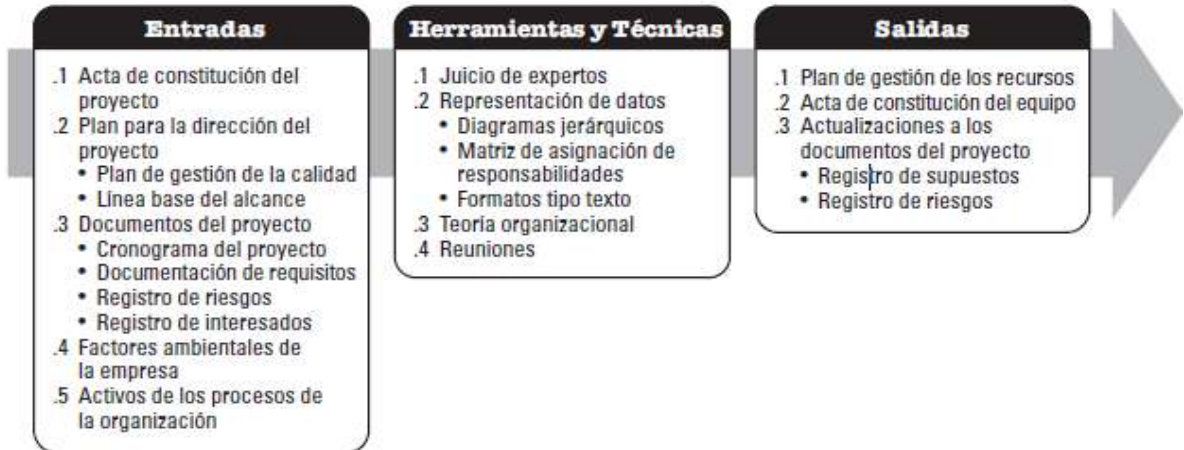 Entradas
.1 Acta de constitución del
proyecto
.2 Plan para la dirección del
proyecto
• Plan de gestión de la calidad
• Línea base del alcance
.3 Documentos del proyecto
• Cronograma del proyecto
• Documentación de requisitos
• Registro de riesgos
• Registro de interesados
.4 Factores ambientales de
la empresa
.5 Activos de los procesos de
la organización
Herramientas y Técnicas
.1 Juicio de expertos
.2 Representación de datos
• Diagramas jerárquicos
• Matriz de asignación de
responsabilidades
• Formatos tipo texto
.3 Teoría organizacional
.4 Reuniones
Salidas
.1 Plan de gestión de los recursos
.2 Acta de constitución del equipo
.3 Actualizaciones a los
documentos del proyecto
• Registro de supuestos
• Registro de riesgos